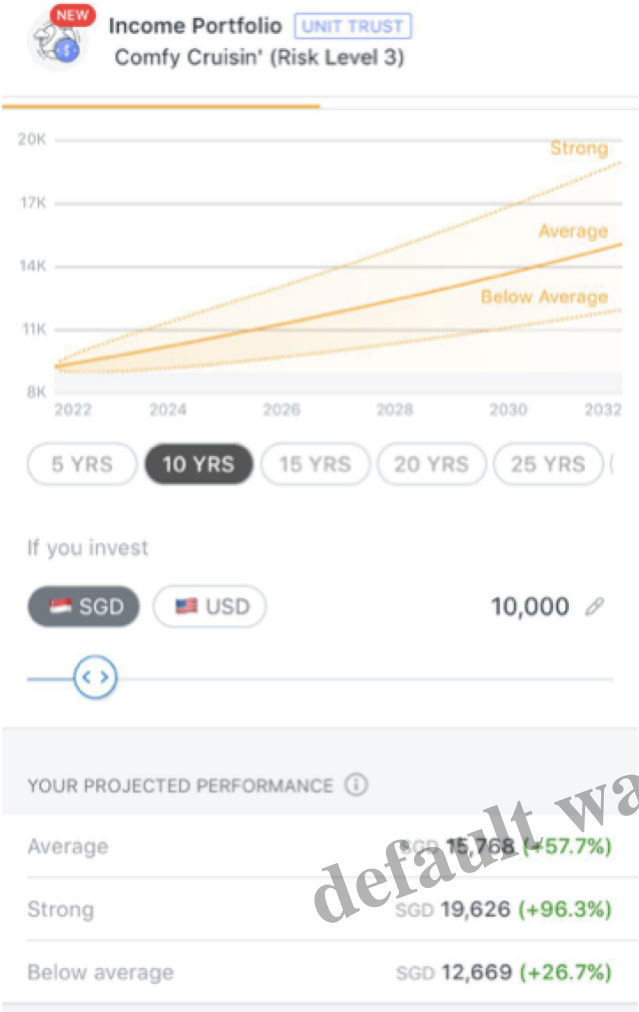 NEW
Income Portfolio UNIT TRUST
Comfy Cruisin' (Risk Level 3)
20K
Strong
17K
Average
14K
Below Average
11K
8K
2022 2024 2026 2028 2030 2032
5 YRS 10 YRS 15 YRS 20 YRS 25 YRS
If you invest
SGD USD 10,000
YOUR PROJECTED PERFORMANCE
Average SGD 15,768 (+57.7%)
Strong SGD 19,626 (+96.3%)
Below average SGD 12,669 (+26.7%)
default wa